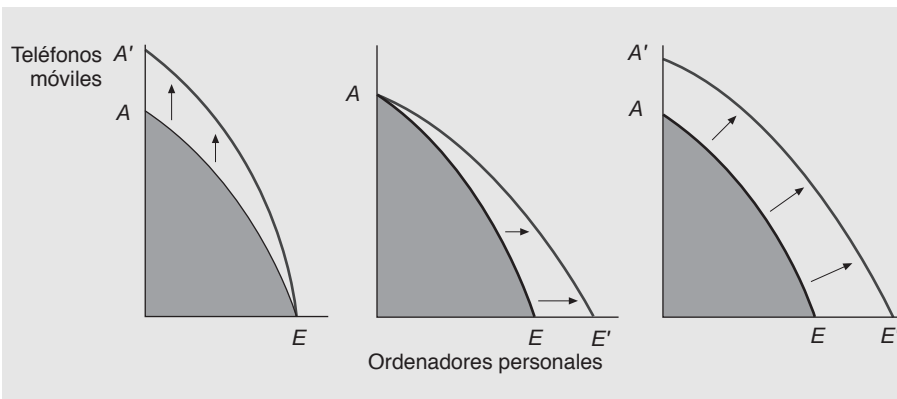 Teléfonos
móviles
A'
A
E
A
E
E'
A'
A
E
E'
Ordenadores personales